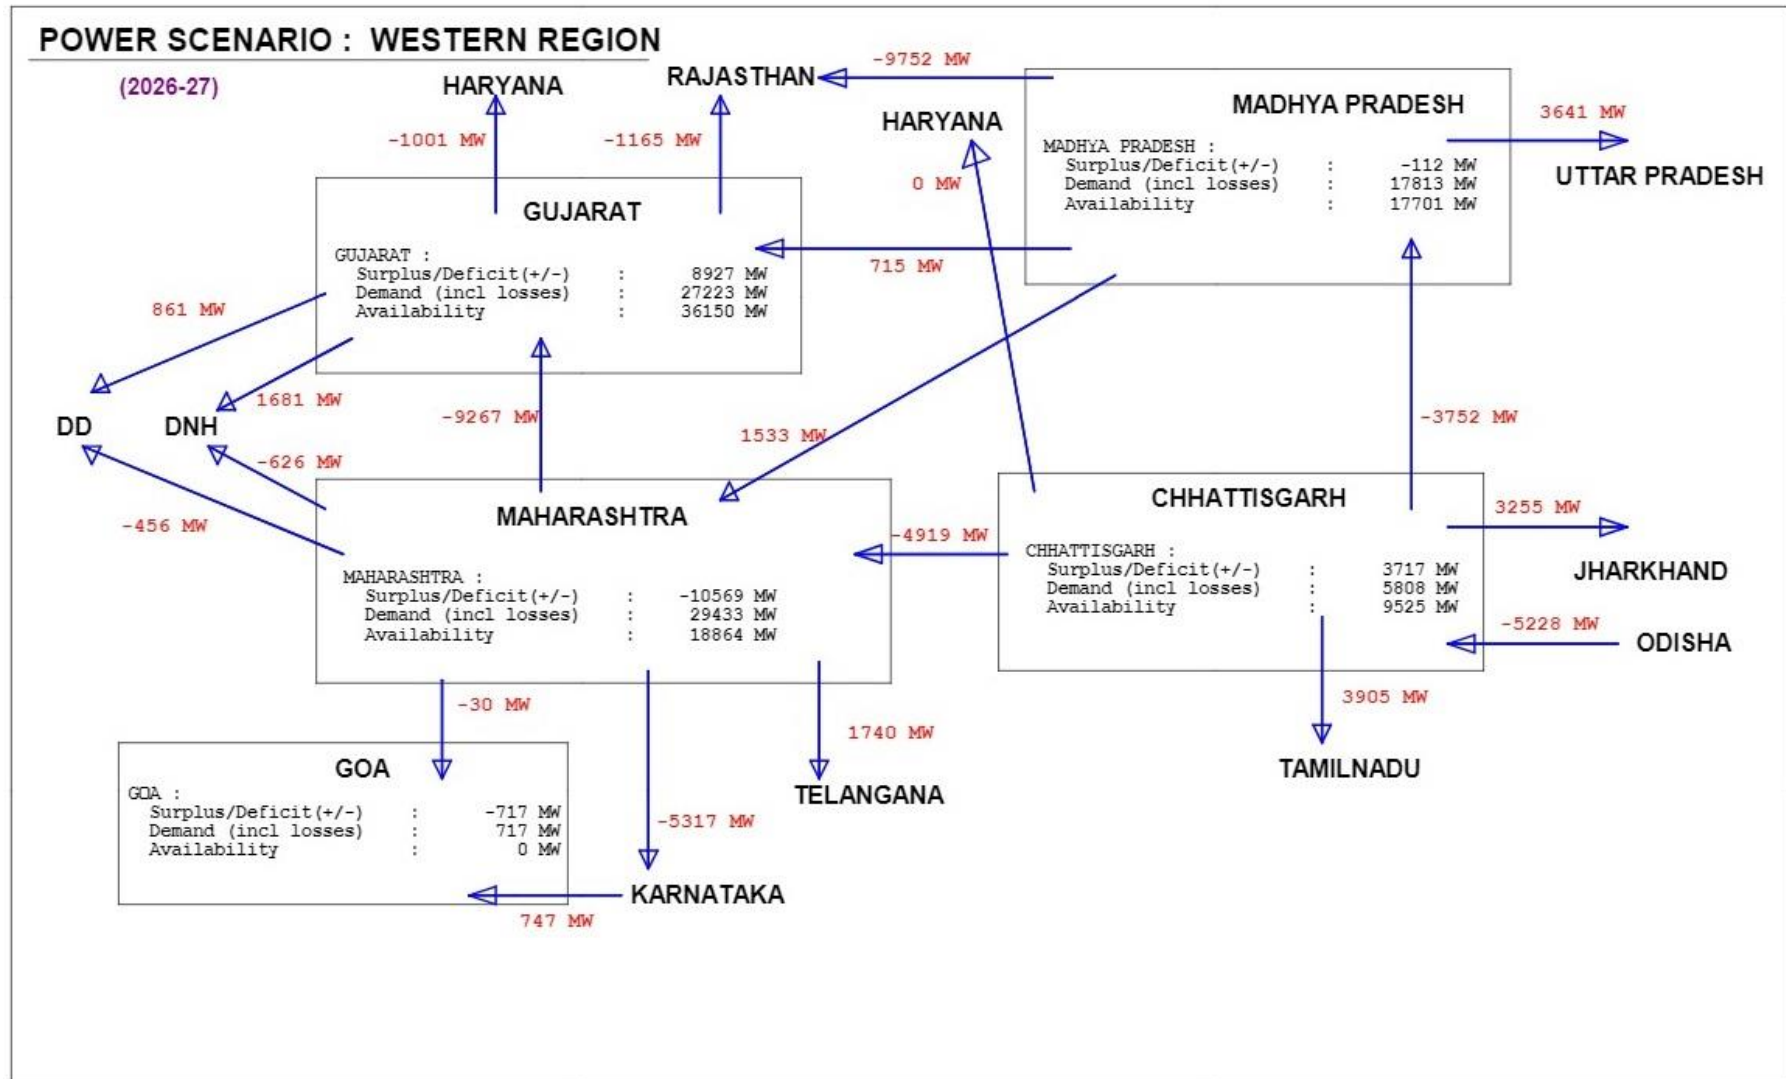 POWER SCENARIO : WESTERN REGION
(2026-27)
HARYANA
RAJASTHAN
-9752 MW
-1001 MW
-1165 MW
HARYANA
0 MW
MADHYA PRADESH
MADHYA PRADESH :
Surplus/Deficit(+/-) : -112 MW
Demand (incl losses) : 17813 MW
Availability : 17701 MW
3641 MW
UTTAR PRADESH
GUJARAT
GUJARAT :
Surplus/Deficit(+/-) : 8927 MW
Demand (incl losses) : 27223 MW
Availability : 36150 MW
715 MW
861 MW
1681 MW
DD
DNH
-9267 MW
1533 MW
-3752 MW
-626 MW
-456 MW
MAHARASHTRA
MAHARASHTRA :
Surplus/Deficit(+/-) : -10569 MW
Demand (incl losses) : 29433 MW
Availability : 18864 MW
-4919 MW
CHHATTISGARH
CHHATTISGARH :
Surplus/Deficit(+/-) : 3717 MW
Demand (incl losses) : 5808 MW
Availability : 9525 MW
3255 MW
JHARKHAND
-5228 MW
ODISHA
-30 MW
1740 MW
TELANGANA
3905 MW
TAMILNADU
GOA
GOA :
Surplus/Deficit(+/-) : -717 MW
Demand (incl losses) : 717 MW
Availability : 0 MW
-5317 MW
KARNATAKA
747 MW